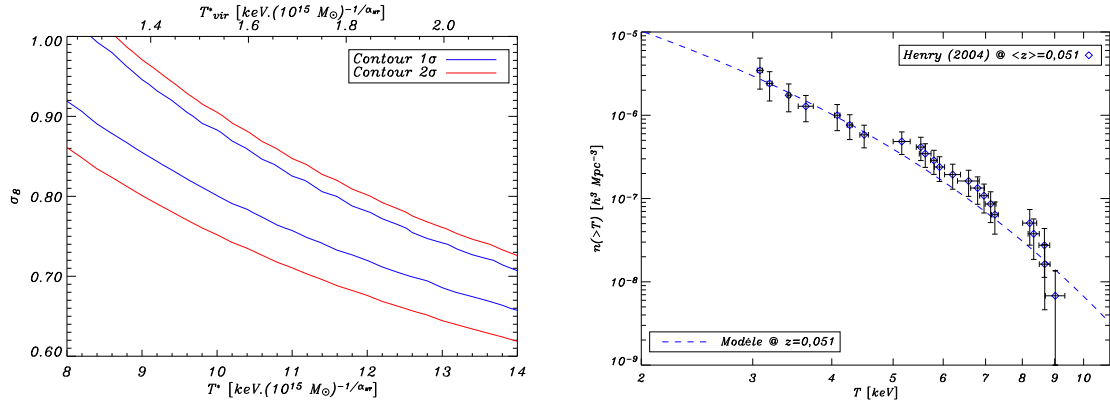 T*vir [keV.(10^15 M⊙)^-1/αMT]
1.4 1.6 1.8 2.0
1.00
0.90
0.80
0.70
0.60
σ8
Contour 1σ
Contour 2σ
8 9 10 11 12 13 14
T* [keV.(10^15 M⊙)^-1/αMT]
10^-5
10^-6
10^-7
10^-8
10^-9
n(>T) [h^3 Mpc^-3]
Henry (2004) @ <z>=0,051
Modèle @ z=0,051
2 3 4 5 6 7 8 9 10
T [keV]